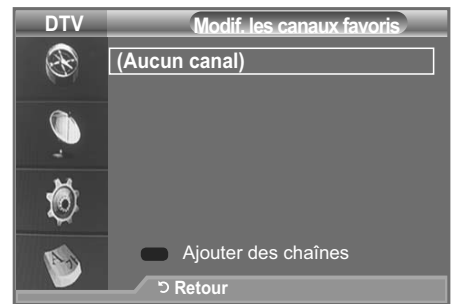 DTV
Modif. les canaux favoris
(Aucun canal)
Ajouter des chaînes
Retour